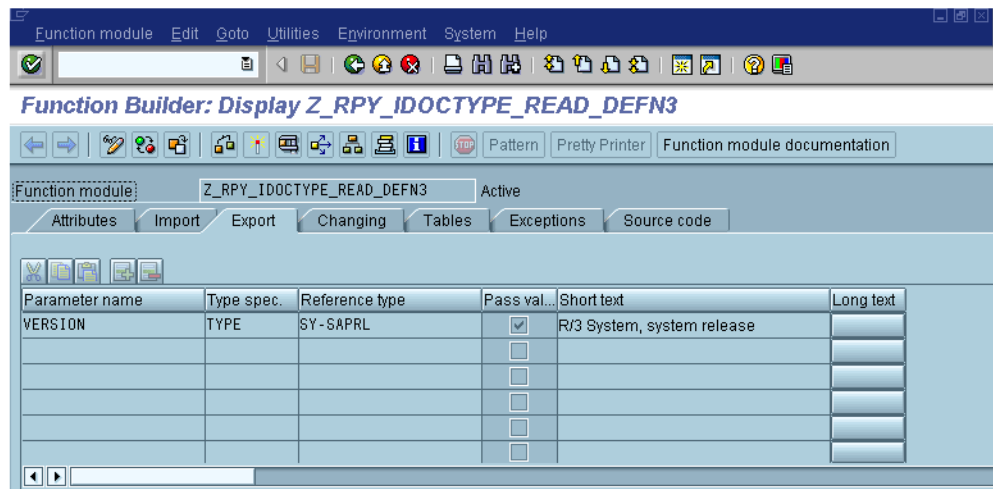 Function module Edit Goto Utilities Environment System Help
Function Builder: Display Z_RPY_IDOCTYPE_READ_DEFN3
STOP Pattern Pretty Printer Function module documentation
Function module Z_RPY_IDOCTYPE_READ_DEFN3 Active
Attributes Import Export Changing Tables Exceptions Source code
Parameter name Type spec. Reference type Pass val... Short text Long text
VERSION TYPE SY-SAPRL R/3 System, system release